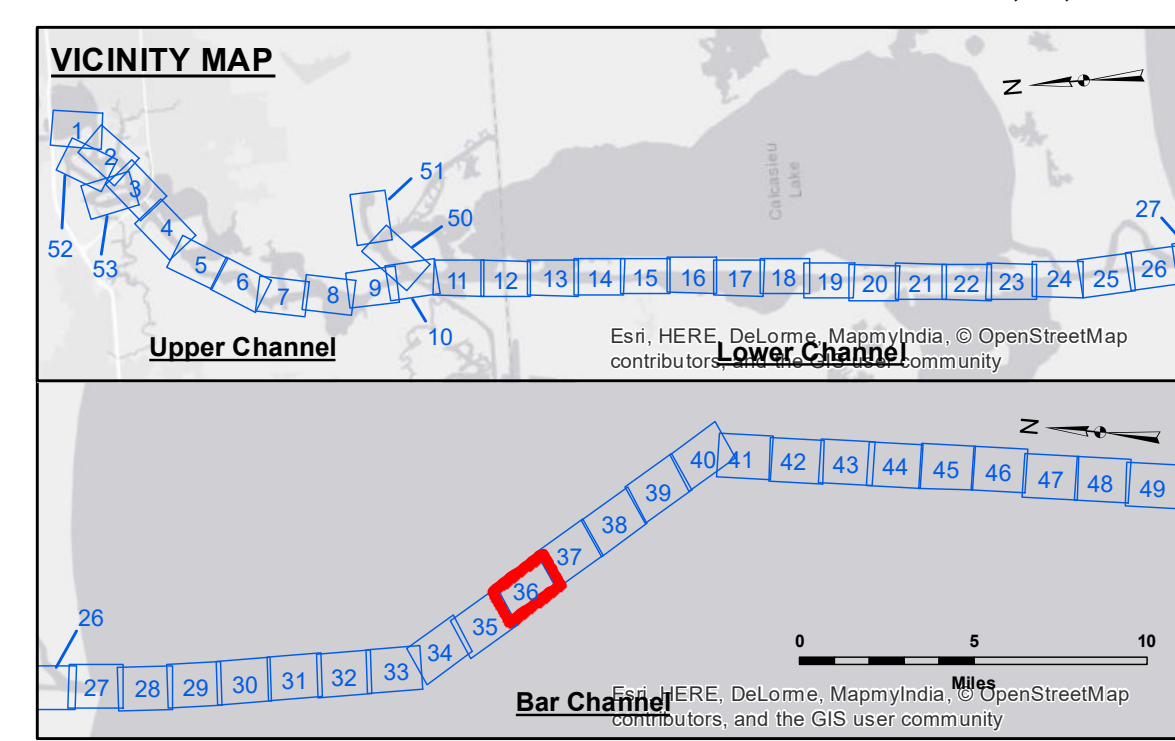 VICINITY MAP
N
1
2
3
52
53
4
5
6
7
8
9
51
50
10
11 12 13 14 15 16 17 18 19 20 21 22 23 24 25 26
27
Calcasieu
Lake
Upper Channel
Lower Channel
Esri, HERE, DeLorme, MapmyIndia, © OpenStreetMap
contributors, and the GIS user community
N
26
27 28 29 30 31 32 33 34 35 36 37 38 39 40 41 42 43 44 45 46 47 48 49
0 5 10
Miles
Bar Channel
Esri, HERE, DeLorme, MapmyIndia, © OpenStreetMap
contributors, and the GIS user community